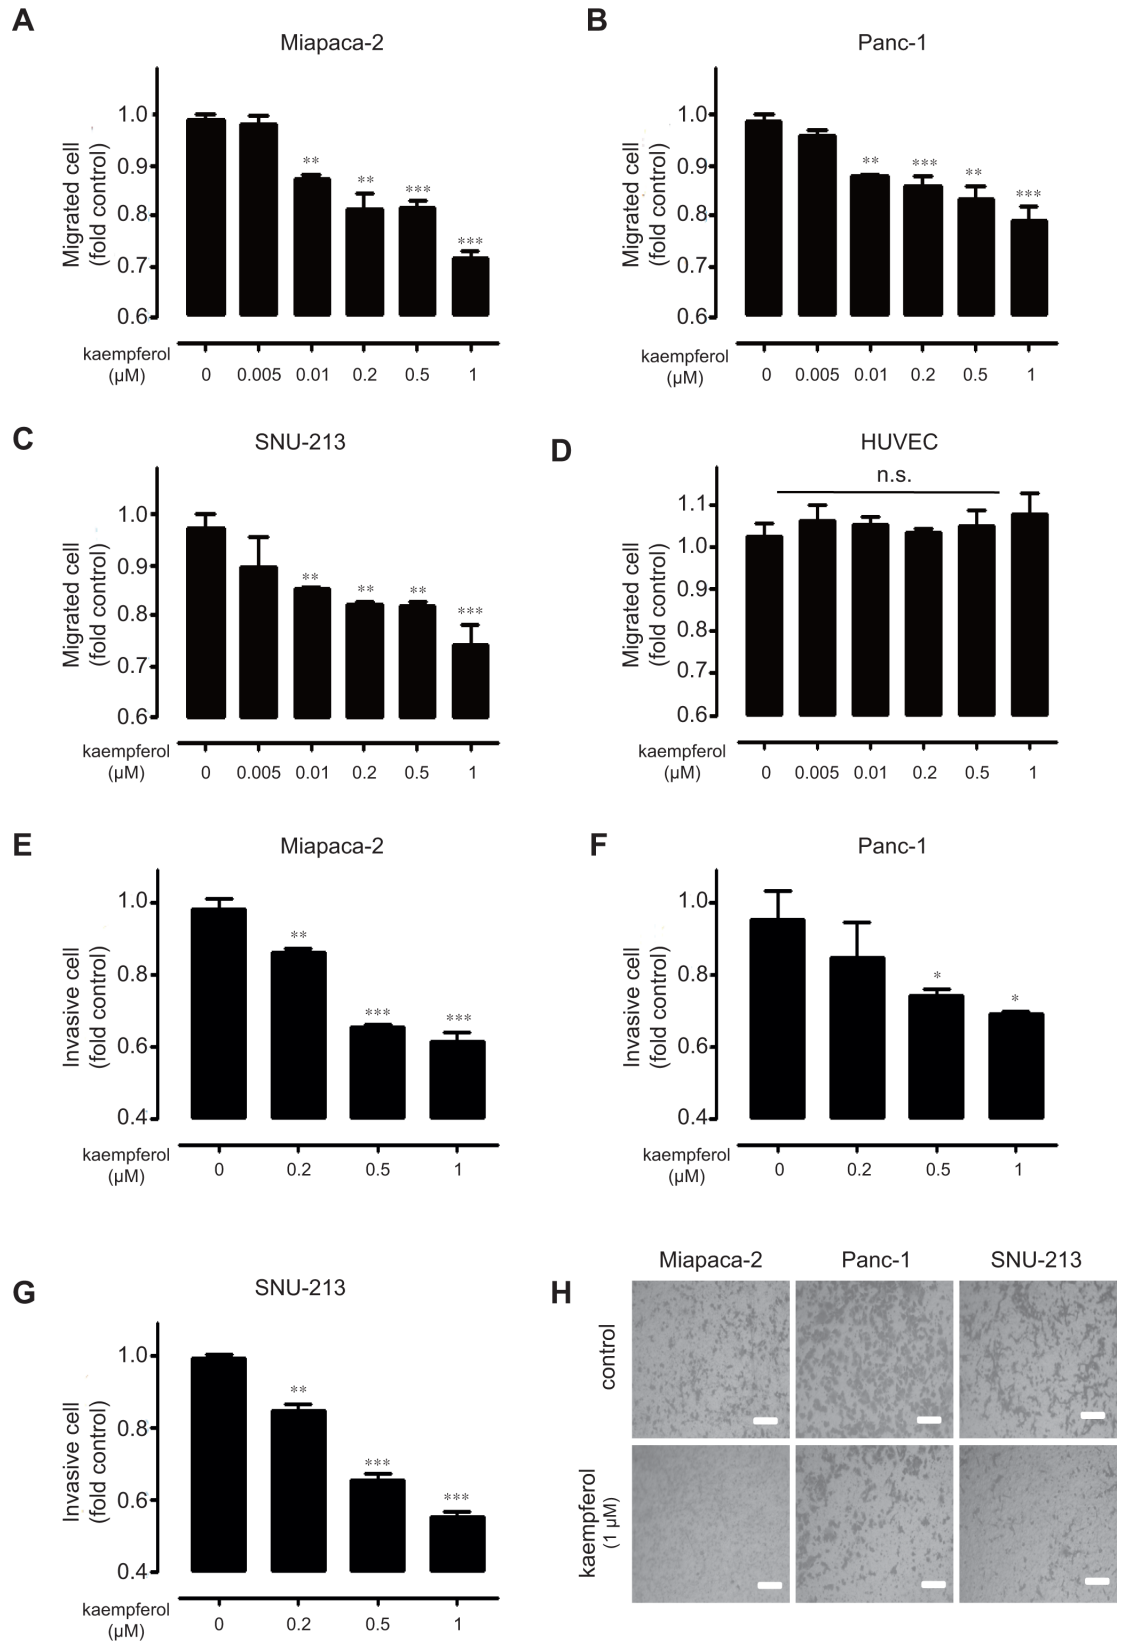 A
Miapaca-2
Migrated cell
(fold control)
1.0
0.9
0.8
0.7
0.6
** ** *** ***
kaempferol
(µM)
0 0.005 0.01 0.2 0.5 1
B
Panc-1
Migrated cell
(fold control)
1.0
0.9
0.8
0.7
0.6
** *** ** ***
kaempferol
(µM)
0 0.005 0.01 0.2 0.5 1
C
SNU-213
Migrated cell
(fold control)
1.0
0.9
0.8
0.7
0.6
** ** ** ***
kaempferol
(µM)
0 0.005 0.01 0.2 0.5 1
D
HUVEC
n.s.
Migrated cell
(fold control)
1.1
1.0
0.9
0.8
0.7
0.6
kaempferol
(µM)
0 0.005 0.01 0.2 0.5 1
E
Miapaca-2
Invasive cell
(fold control)
1.0
0.8
0.6
0.4
** *** ***
kaempferol
(µM)
0 0.2 0.5 1
F
Panc-1
Invasive cell
(fold control)
1.0
0.8
0.6
0.4
* *
kaempferol
(µM)
0 0.2 0.5 1
G
SNU-213
Invasive cell
(fold control)
1.0
0.8
0.6
0.4
** *** ***
kaempferol
(µM)
0 0.2 0.5 1
H
Miapaca-2 Panc-1 SNU-213
control
kaempferol
(1 µM)